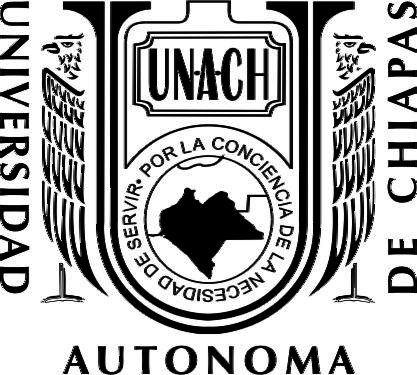 UNIVERSIDAD
AUTONOMA
DE CHIAPAS
UNACH
POR LA CONCIENCIA DE LA NECESIDAD DE SERVIR •